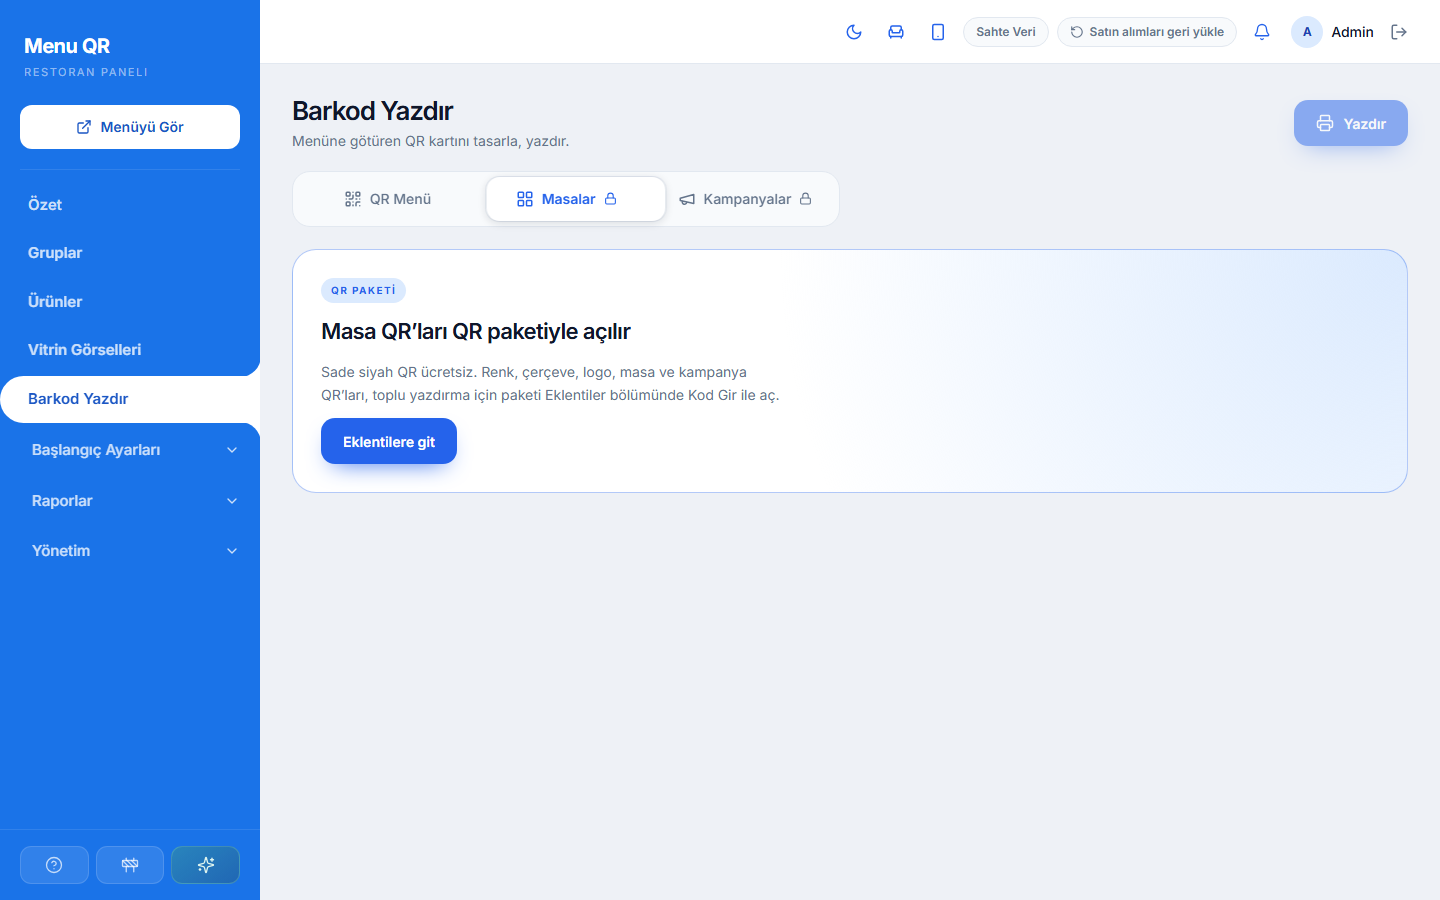 Menu QR
RESTORAN PANELI
Menüyü Gör
Özet
Gruplar
Ürünler
Vitrin Görselleri
Barkod Yazdır
Başlangıç Ayarları
Raporlar
Yönetim
Sahte Veri
Satın alımları geri yükle
A
Admin
Barkod Yazdır
Menüne götüren QR kartını tasarla, yazdır.
Yazdır
QR Menü
Masalar
Kampanyalar
QR PAKETİ
Masa QR’ları QR paketiyle açılır
Sade siyah QR ücretsiz. Renk, çerçeve, logo, masa ve kampanya
QR’ları, toplu yazdırma için paketi Eklentiler bölümünde Kod Gir ile aç.
Eklentilere git